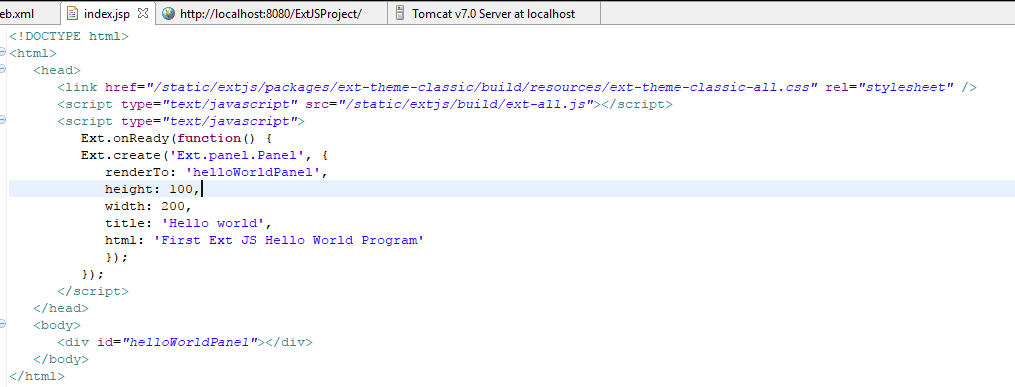 eb.xml index.jsp http://localhost:8080/ExtJSProject/ Tomcat v7.0 Server at localhost
<!DOCTYPE html>
<html>
<head>
<link href="/static/extjs/packages/ext-theme-classic/build/resources/ext-theme-classic-all.css" rel="stylesheet" />
<script type="text/javascript" src="/static/extjs/build/ext-all.js"></script>
<script type="text/javascript">
Ext.onReady(function() {
Ext.create('Ext.panel.Panel', {
renderTo: 'helloWorldPanel',
height: 100,
width: 200,
title: 'Hello world',
html: 'First Ext JS Hello World Program'
});
});
</script>
</head>
<body>
<div id="helloWorldPanel"></div>
</body>
</html>